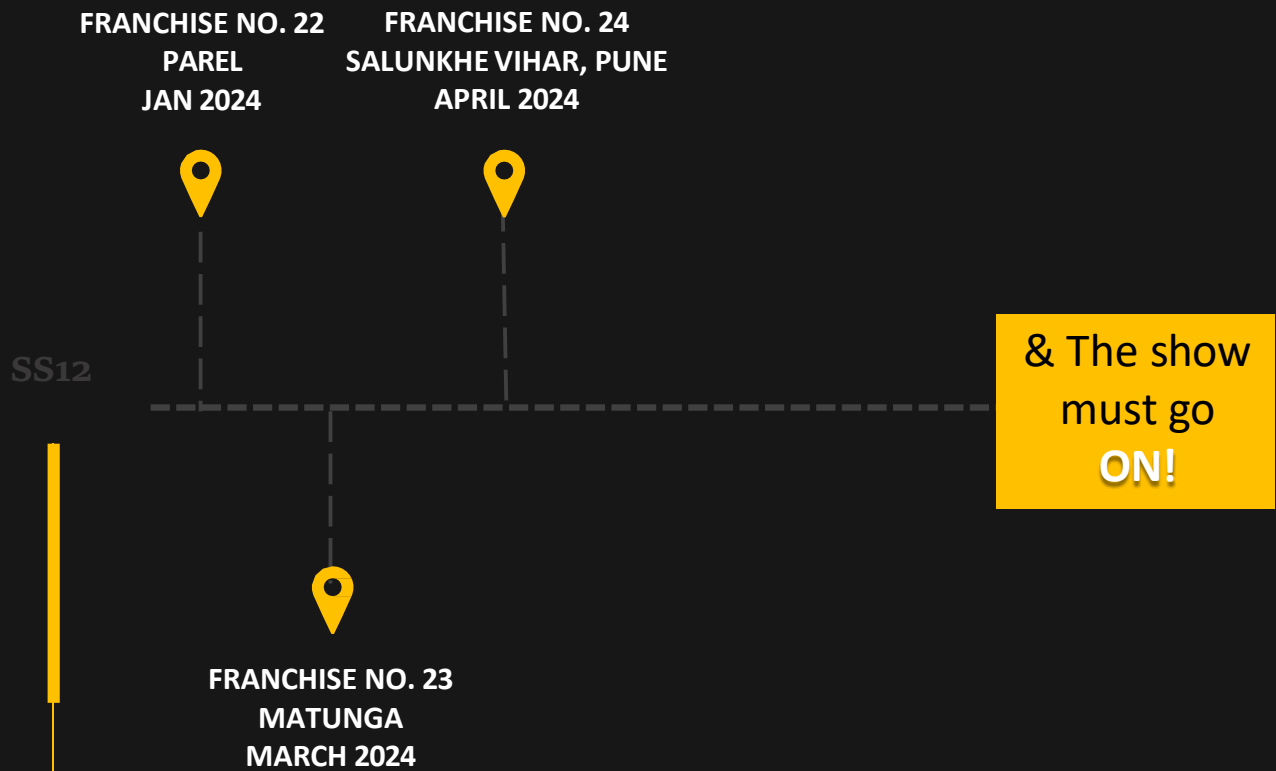 FRANCHISE NO. 22
PAREL
JAN 2024
FRANCHISE NO. 24
SALUNKHE VIHAR, PUNE
APRIL 2024
SS12
& The show
must go
ON!
FRANCHISE NO. 23
MATUNGA
MARCH 2024